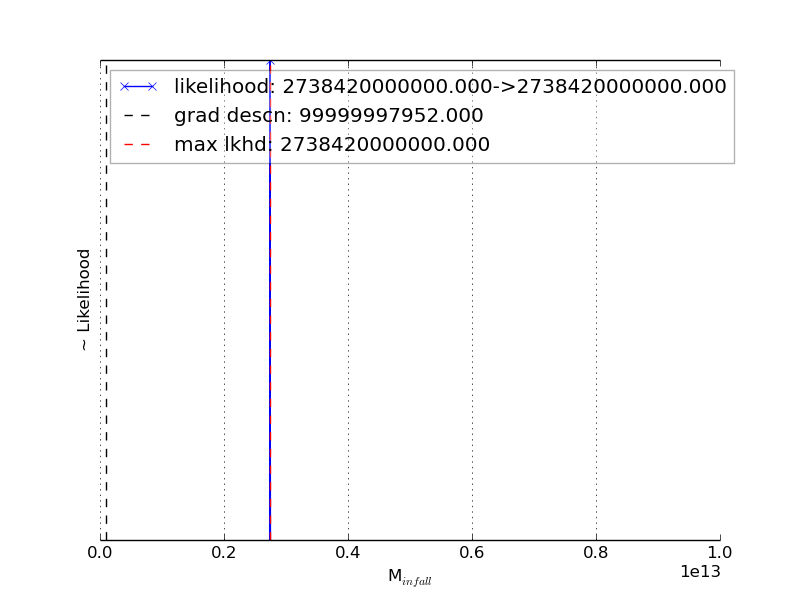 likelihood: 2738420000000.000->2738420000000.000
grad descn: 99999997952.000
max lkhd: 2738420000000.000
~ Likelihood
0.0 0.2 0.4 0.6 0.8 1.0
1e13
M_infall